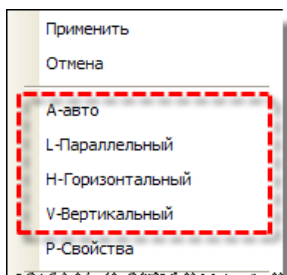 Применить
Отмена
A-авто
L-Параллельный
H-Горизонтальный
V-Вертикальный
P-Свойства